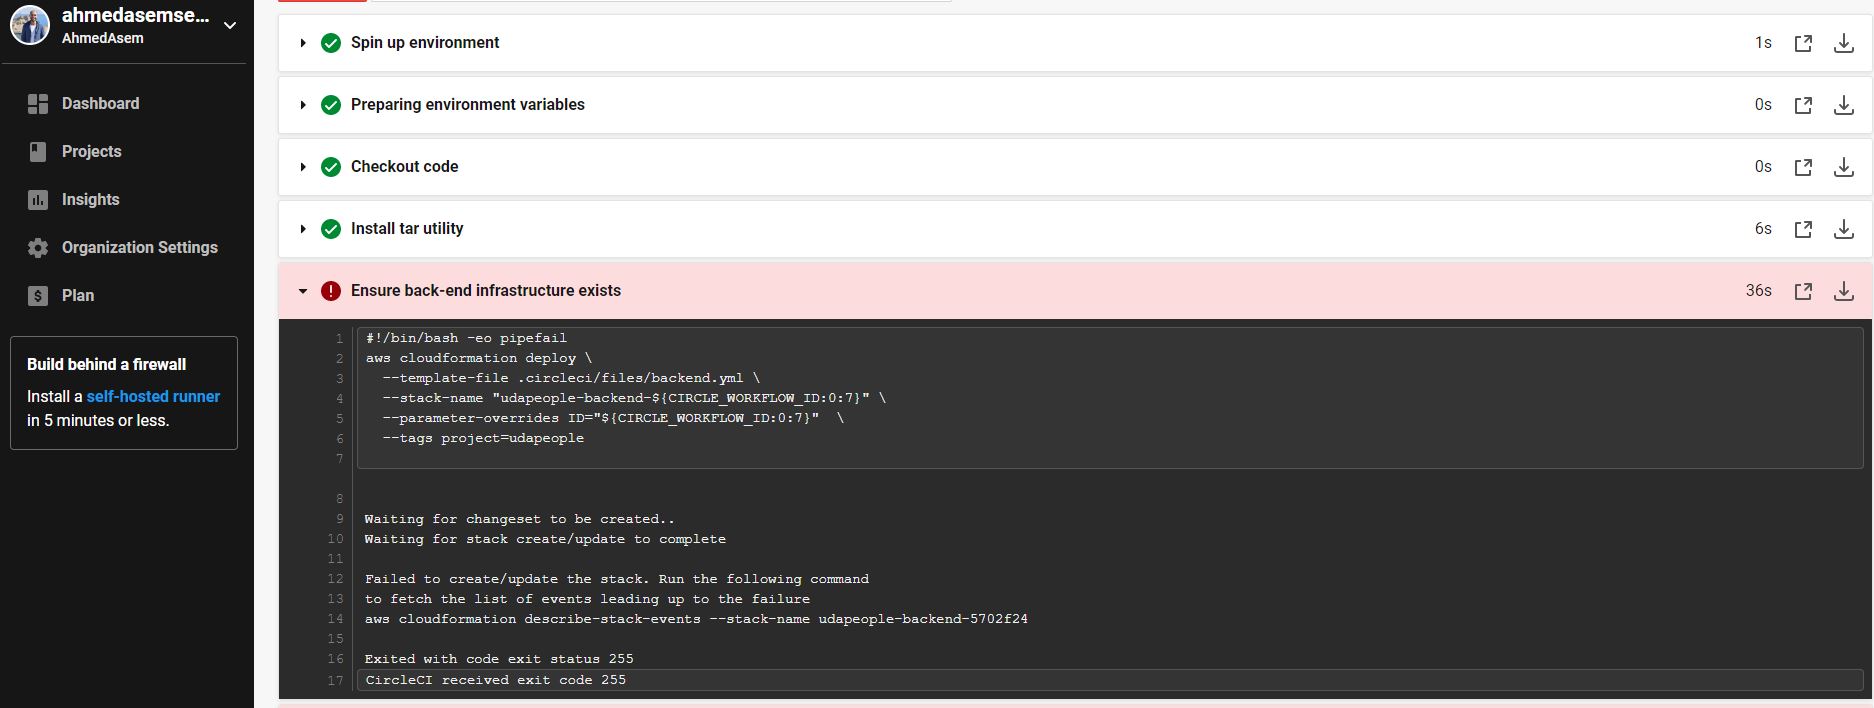 ahmedasemse...
AhmedAsem
Dashboard
Projects
Insights
Organization Settings
Plan
Build behind a firewall
Install a self-hosted runner
in 5 minutes or less.
Spin up environment 1s
Preparing environment variables 0s
Checkout code 0s
Install tar utility 6s
Ensure back-end infrastructure exists 36s
1 #!/bin/bash -eo pipefail
2 aws cloudformation deploy \
3 --template-file .circleci/files/backend.yml \
4 --stack-name "udapeople-backend-${CIRCLE_WORKFLOW_ID:0:7}" \
5 --parameter-overrides ID="${CIRCLE_WORKFLOW_ID:0:7}"  \
6 --tags project=udapeople
7
8
9 Waiting for changeset to be created..
10 Waiting for stack create/update to complete
11
12 Failed to create/update the stack. Run the following command
13 to fetch the list of events leading up to the failure
14 aws cloudformation describe-stack-events --stack-name udapeople-backend-5702f24
15
16 Exited with code exit status 255
17 CircleCI received exit code 255